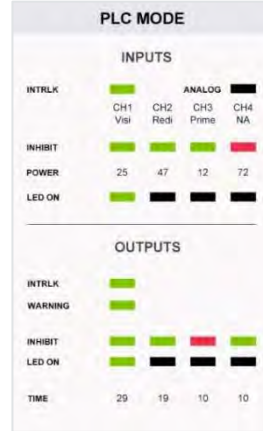 PLC MODE
INPUTS
INTRLK ANALOG
CH1 CH2 CH3 CH4
Visi Redi Prime NA
INHIBIT
POWER 25 47 12 72
LED ON
OUTPUTS
INTRLK
WARNING
INHIBIT
LED ON
TIME 29 19 10 10